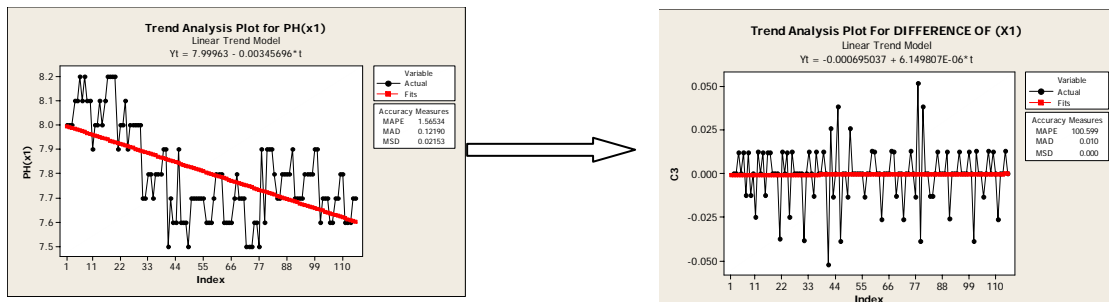 Trend Analysis Plot for PH(x1)
Linear Trend Model
Yt = 7.99963 - 0.00345696*t
Variable
Actual
Fits
Accuracy Measures
MAPE 1.56534
MAD 0.12190
MSD 0.02153
PH(x1)
8.2
8.1
8.0
7.9
7.8
7.7
7.6
7.5
1 11 22 33 44 55 66 77 88 99 110
Index
Trend Analysis Plot For DIFFERENCE OF (X1)
Linear Trend Model
Yt = -0.000695037 + 6.149807E-06*t
Variable
Actual
Fits
Accuracy Measures
MAPE 100.599
MAD 0.010
MSD 0.000
C3
0.050
0.025
0.000
-0.025
-0.050
1 11 22 33 44 55 66 77 88 99 110
Index